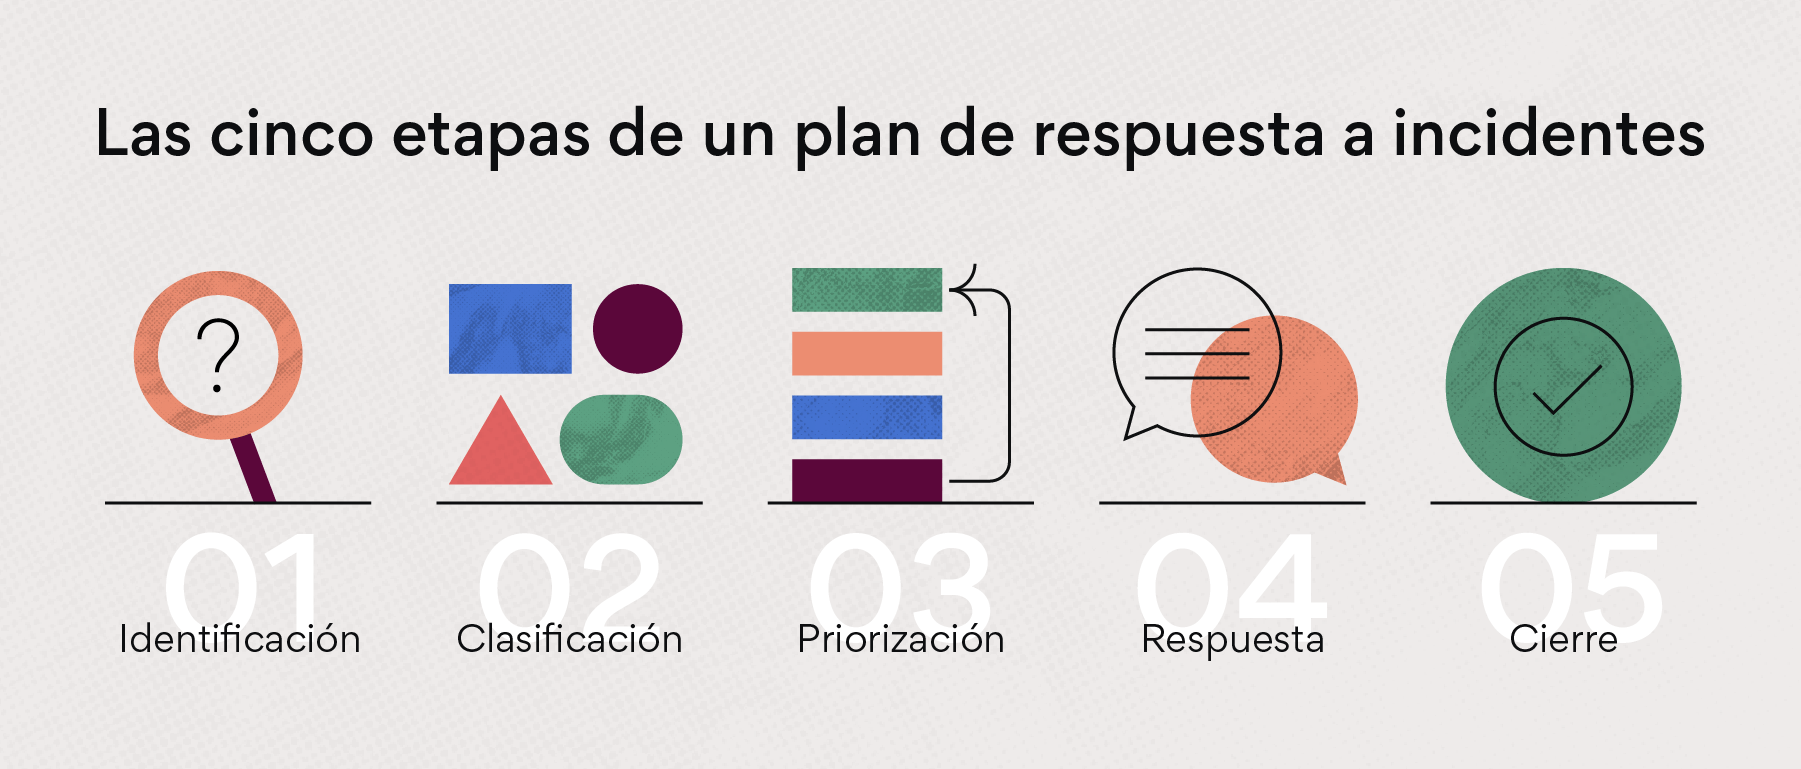 Las cinco etapas de un plan de respuesta a incidentes
?
01
Identificación
02
Clasificación
03
Priorización
04
Respuesta
05
Cierre